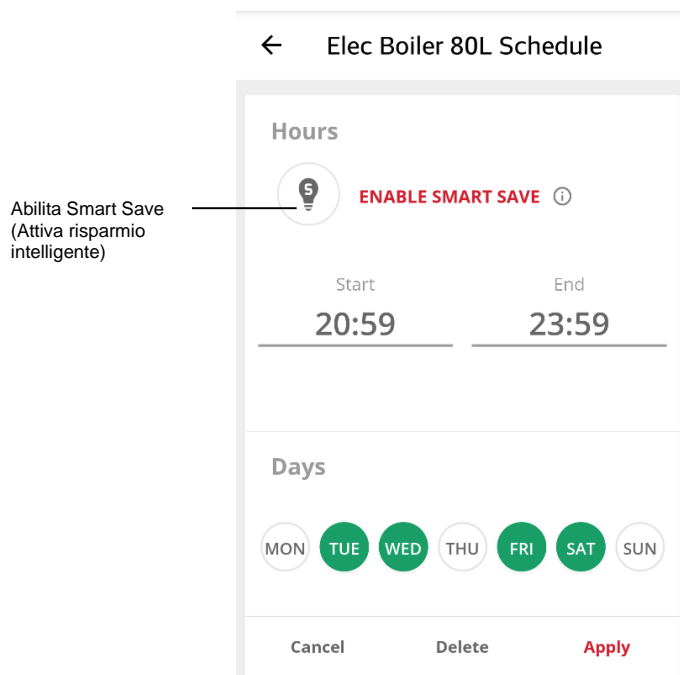 ← Elec Boiler 80L Schedule
Hours
S
ENABLE SMART SAVE
Abilita Smart Save
(Attiva risparmio
intelligente)
Start End
20:59 23:59
Days
MON TUE WED THU FRI SAT SUN
Cancel Delete Apply